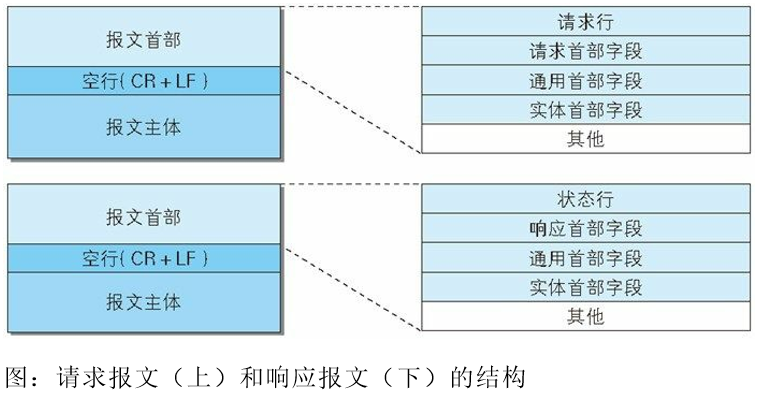 报文首部
空行(CR+LF)
报文主体
请求行
请求首部字段
通用首部字段
实体首部字段
其他
报文首部
空行(CR+LF)
报文主体
状态行
响应首部字段
通用首部字段
实体首部字段
其他
图：请求报文（上）和响应报文（下）的结构